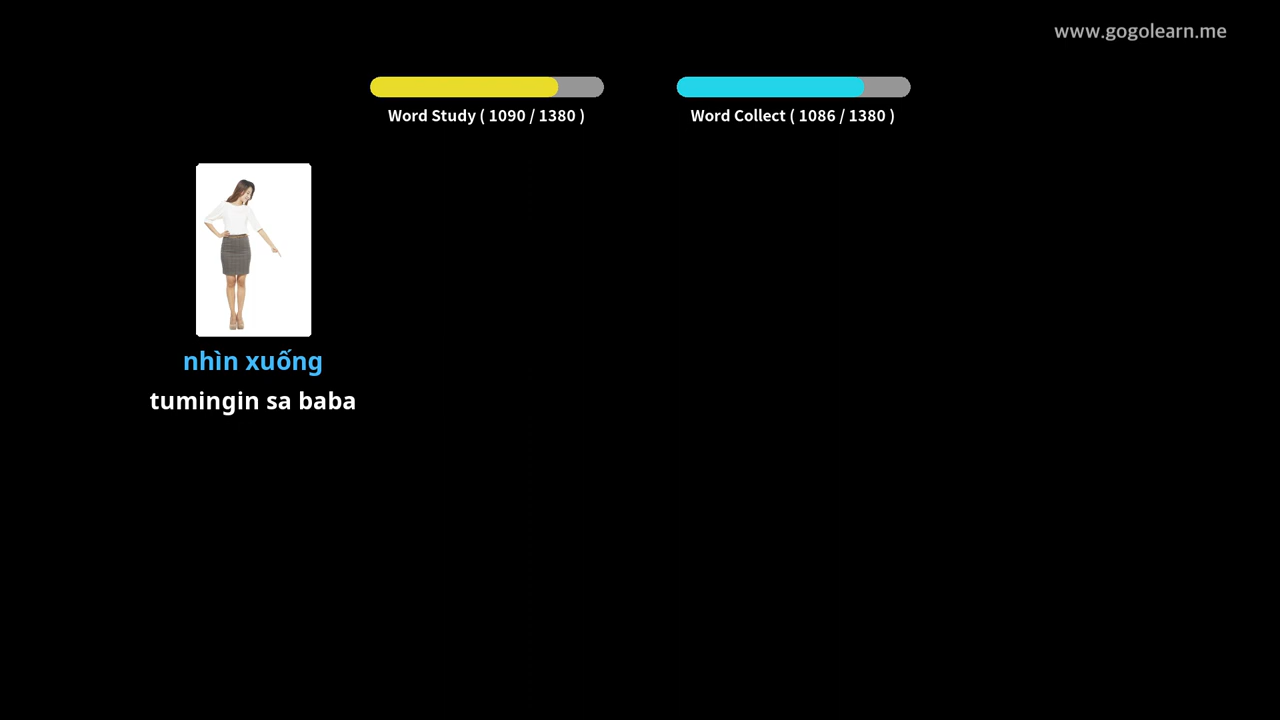 www.gogolearn.me
Word Study ( 1090 / 1380 )
Word Collect ( 1086 / 1380 )
nhìn xuống
tumingin sa baba